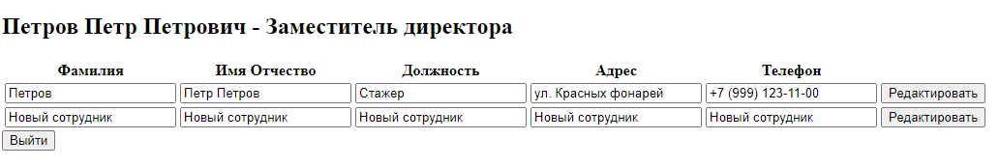 Петров Петр Петрович - Заместитель директора
Фамилия Имя Отчество Должность Адрес Телефон
Петров Петр Петров Стажер ул. Красных фонарей +7 (999) 123-11-00 Редактировать
Новый сотрудник Новый сотрудник Новый сотрудник Новый сотрудник Новый сотрудник Редактировать
Выйти